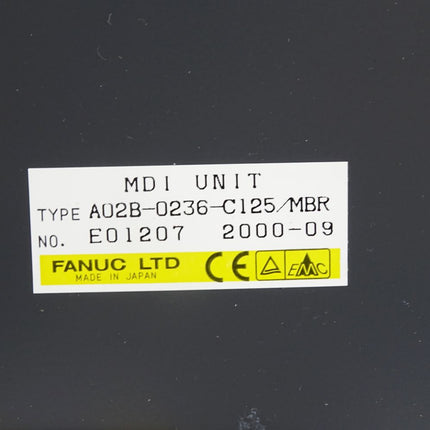 MDI UNIT
TYPE A02B-0236-C125/MBR
NO. E01207 2000-09
FANUC LTD CE EMC
MADE IN JAPAN